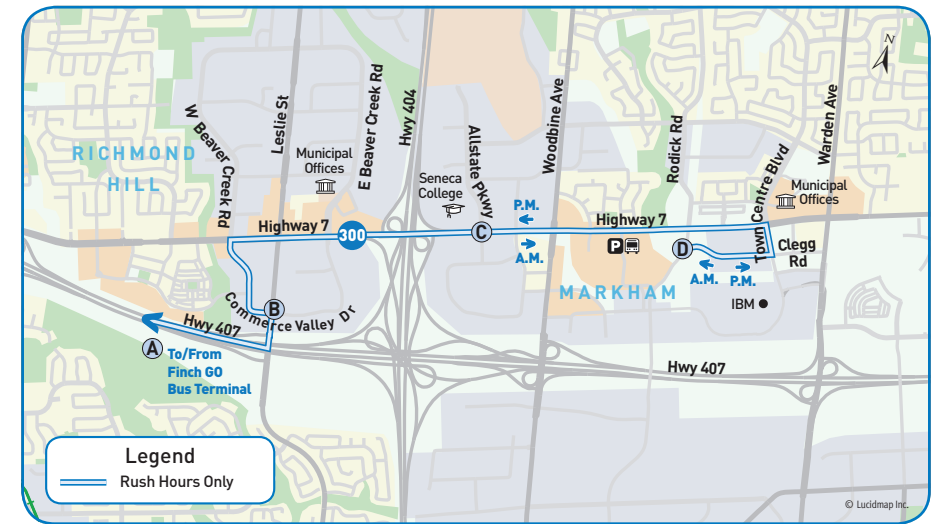 N
RICHMOND
HILL
W Beaver Creek Rd
Leslie St
Municipal
Offices
E Beaver Creek Rd
Hwy 404
Seneca
College
Allstate Pkwy
Woodbine Ave
Rodick Rd
Town Centre Blvd
Warden Ave
Municipal
Offices
Highway 7
300
C
P.M.
A.M.
Highway 7
P
D
A.M.
P.M.
Clegg
Rd
MARKHAM
IBM
B
Commerce Valley Dr
Hwy 407
A
To/From
Finch GO
Bus Terminal
Hwy 407
Legend
Rush Hours Only
© Lucidmap Inc.